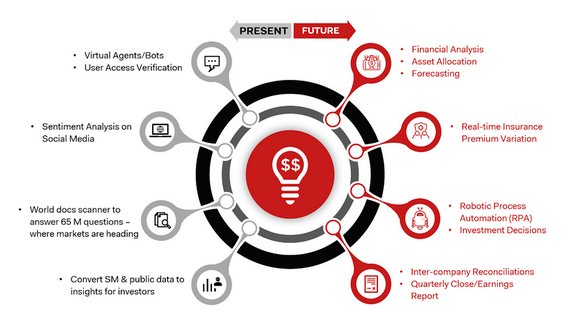 PRESENT FUTURE
• Virtual Agents/Bots
• User Access Verification
• Sentiment Analysis on
Social Media
• World docs scanner to
answer 65 M questions –
where markets are heading
• Convert SM & public data to
insights for investors
$$
• Financial Analysis
• Asset Allocation
• Forecasting
• Real-time Insurance
Premium Variation
• Robotic Process
Automation (RPA)
• Investment Decisions
• Inter-company Reconciliations
• Quarterly Close/Earnings
Report